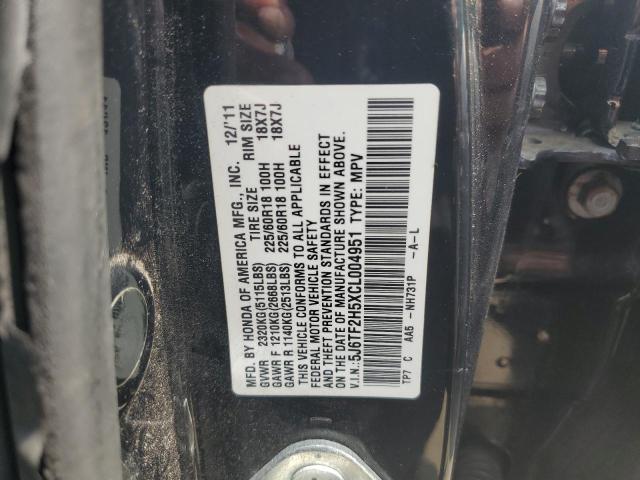 MFD. BY HONDA OF AMERICA MFG., INC. 12/'11
TIRE SIZE RIM SIZE
GVWR 2320KG(5115LBS)
GAWR F 1210KG(2668LBS) 225/60R18 100H 18X7J
GAWR R 1140KG(2513LBS) 225/60R18 100H 18X7J
THIS VEHICLE CONFORMS TO ALL APPLICABLE
FEDERAL MOTOR VEHICLE SAFETY
AND THEFT PREVENTION STANDARDS IN EFFECT
ON THE DATE OF MANUFACTURE SHOWN ABOVE.
V.I.N.:5J6TF2H5XCL004951 TYPE: MPV
TP7 C AA5 -NH731P -A-L